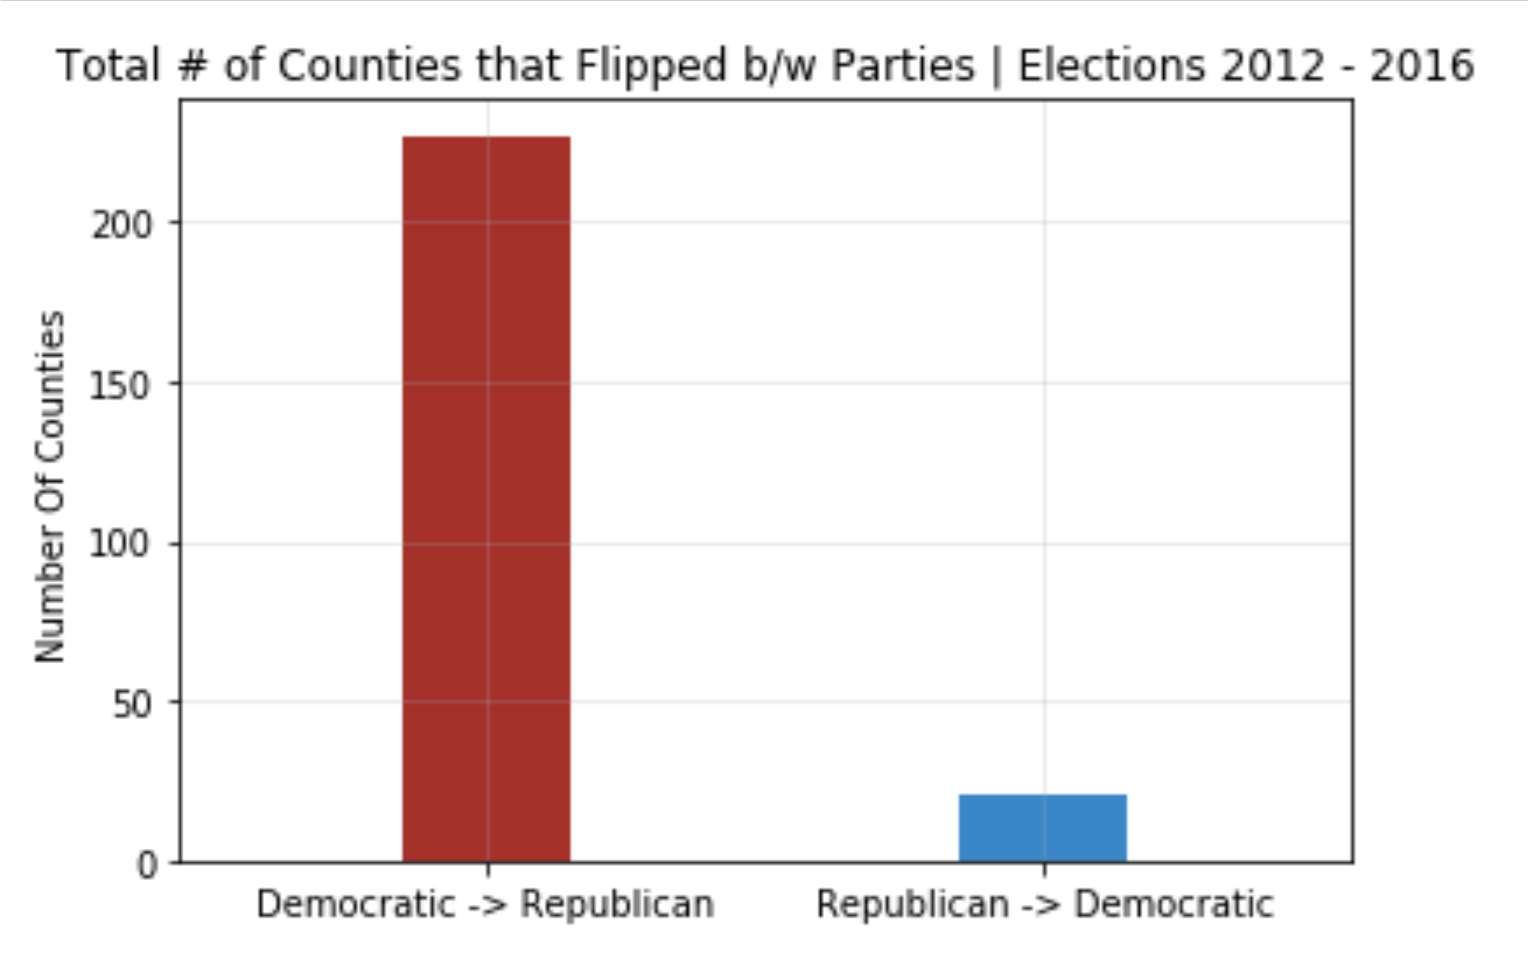 Total # of Counties that Flipped b/w Parties | Elections 2012 - 2016
Number Of Counties
200
150
100
50
0
Democratic -> Republican
Republican -> Democratic